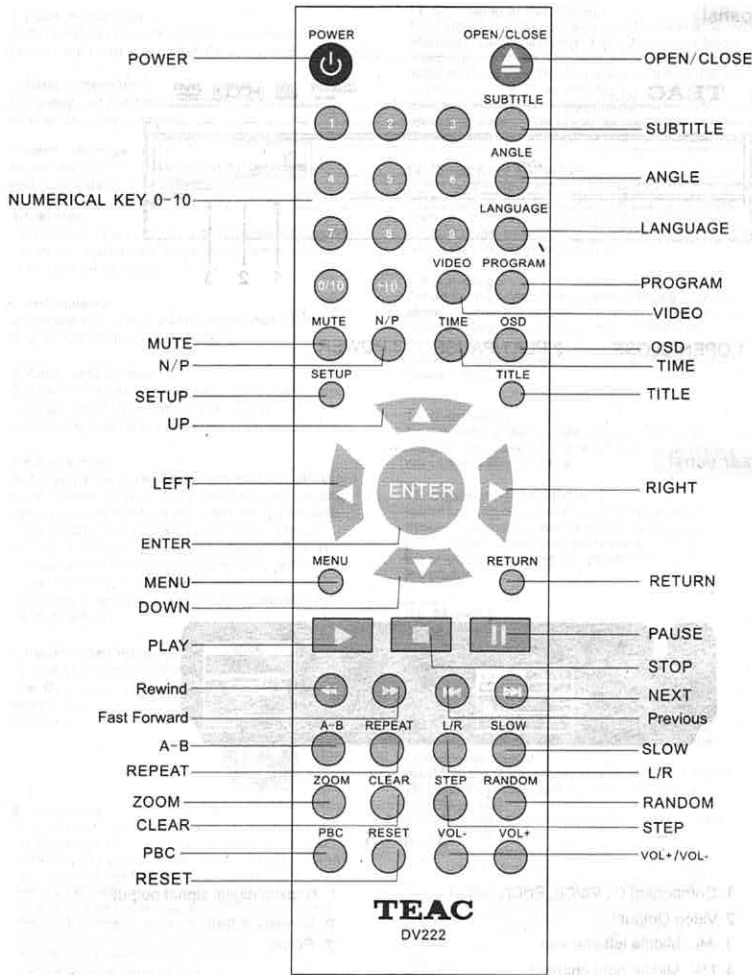 POWER OPEN/CLOSE
POWER OPEN/CLOSE
TEAC
SUBTITLE
1 2 3 SUBTITLE
ANGLE
4 5 6 ANGLE
NUMERICAL KEY 0-10
LANGUAGE
7 8 9 LANGUAGE
VIDEO PROGRAM
0/10 +10 PROGRAM
VIDEO
MUTE N/P TIME OSD
MUTE OSD
N/P TIME
SETUP TITLE
SETUP TITLE
UP
LEFT ENTER RIGHT
ENTER
MENU RETURN
MENU RETURN
DOWN
PLAY PAUSE
STOP
Rewind NEXT
Fast Forward Previous
A-B REPEAT L/R SLOW
A-B SLOW
REPEAT L/R
ZOOM CLEAR STEP RANDOM
ZOOM RANDOM
CLEAR STEP
PBC RESET VOL- VOL+
PBC VOL+/VOL-
RESET
TEAC
DV222